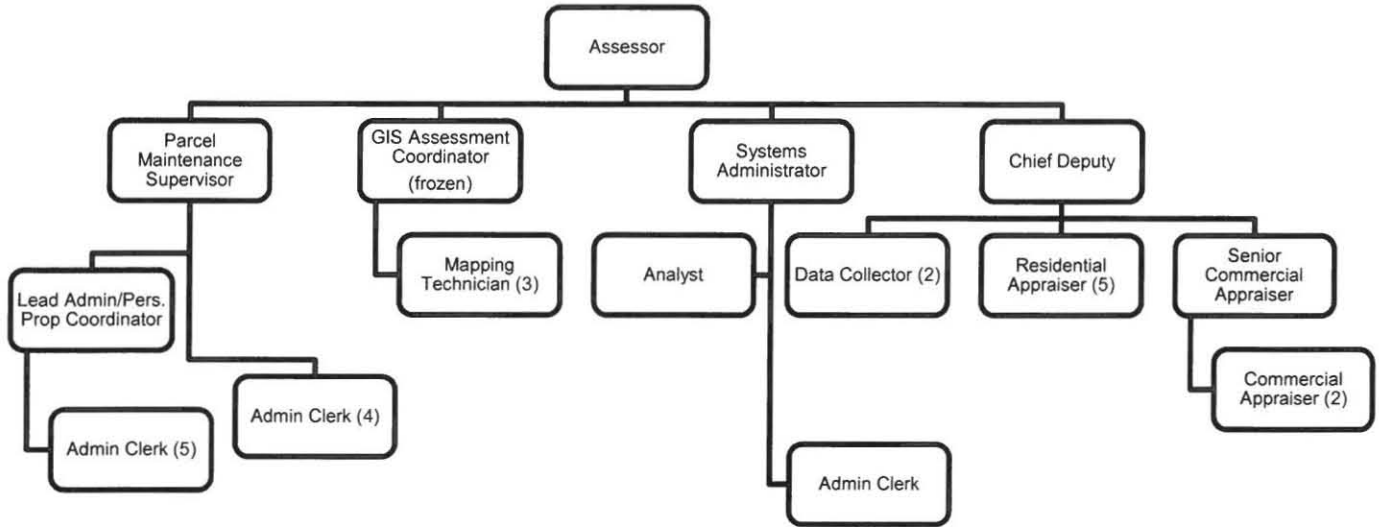 Assessor
Parcel
Maintenance
Supervisor
GIS Assessment
Coordinator
(frozen)
Systems
Administrator
Chief Deputy
Lead Admin/Pers.
Prop Coordinator
Mapping
Technician (3)
Analyst
Data Collector (2)
Residential
Appraiser (5)
Senior
Commercial
Appraiser
Admin Clerk (5)
Admin Clerk (4)
Admin Clerk
Commercial
Appraiser (2)